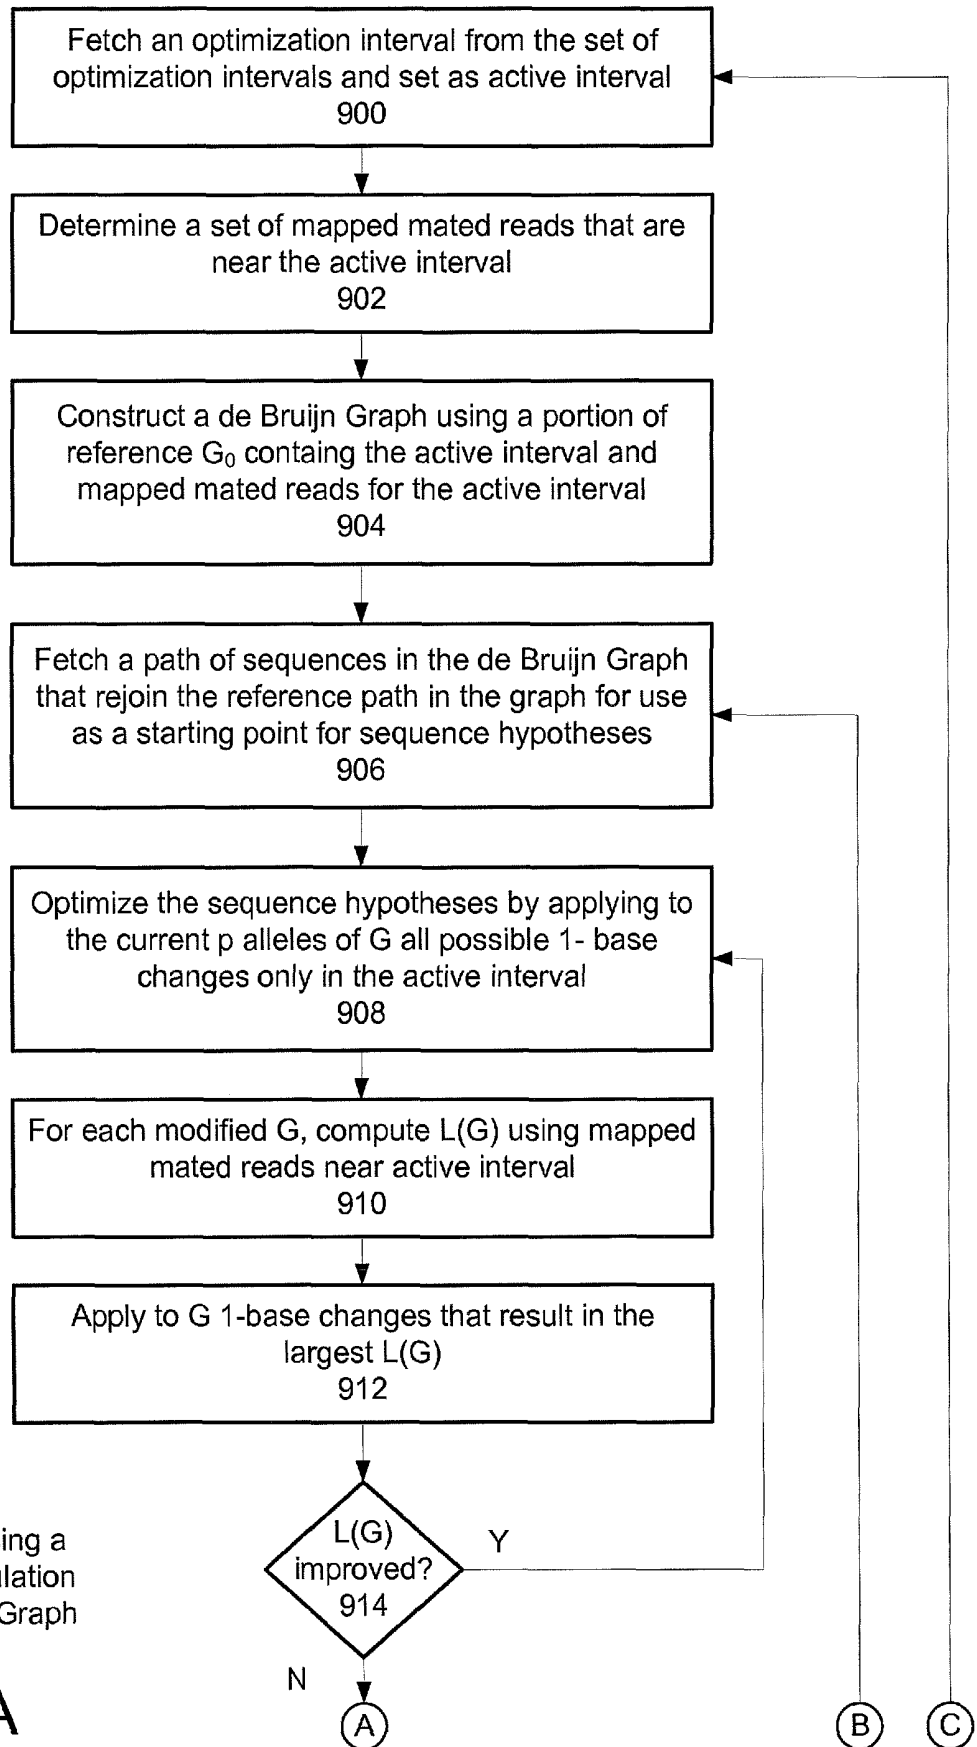 Fetch an optimization interval from the set of
optimization intervals and set as active interval
900
Determine a set of mapped mated reads that are
near the active interval
902
Construct a de Bruijn Graph using a portion of
reference G₀ containg the active interval and
mapped mated reads for the active interval
904
Fetch a path of sequences in the de Bruijn Graph
that rejoin the reference path in the graph for use
as a starting point for sequence hypotheses
906
Optimize the sequence hypotheses by applying to
the current p alleles of G all possible 1- base
changes only in the active interval
908
For each modified G, compute L(G) using mapped
mated reads near active interval
910
Apply to G 1-base changes that result in the
largest L(G)
912
L(G)
improved?
914
Y
N
A
B
C
ing a
ulation
Graph
A